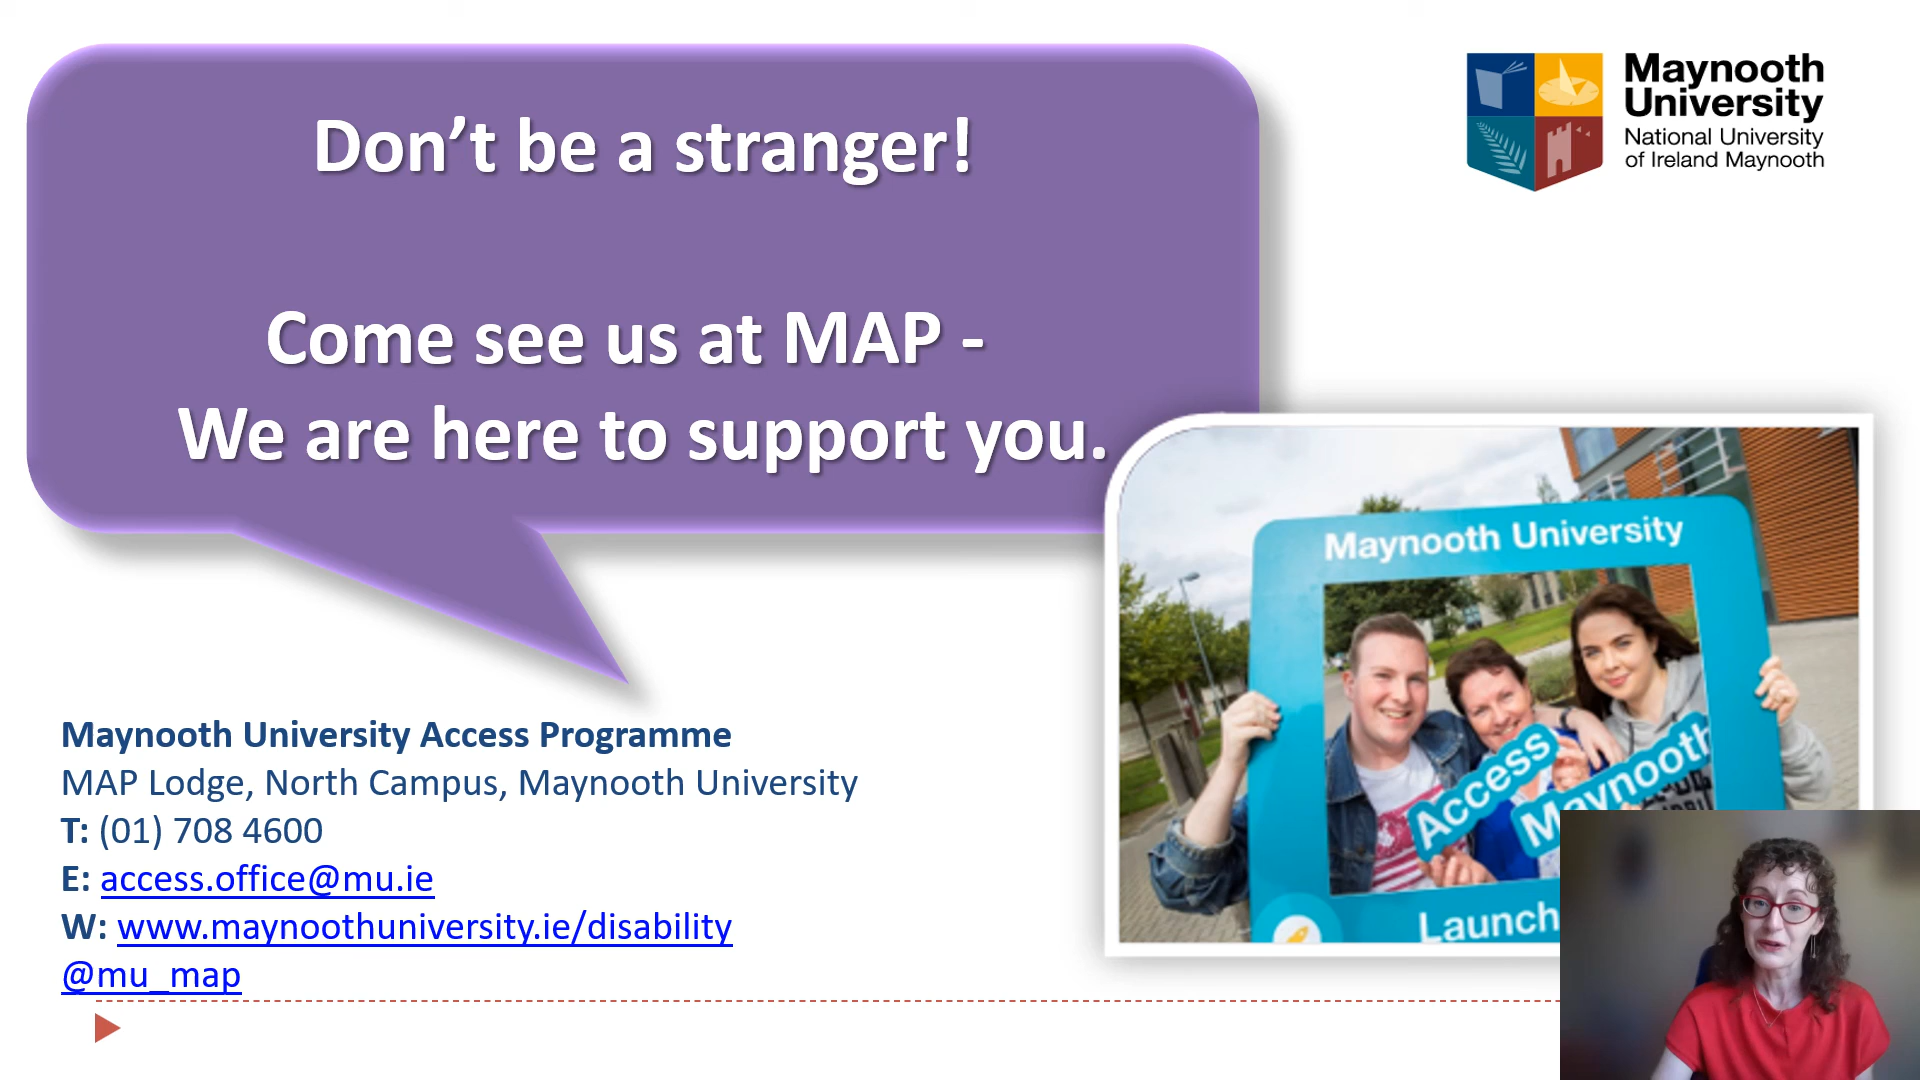 Don’t be a stranger!
Come see us at MAP -
We are here to support you.
Maynooth
University
National University
of Ireland Maynooth
Maynooth University
Access
Maynooth
Launch
Maynooth University Access Programme
MAP Lodge, North Campus, Maynooth University
T: (01) 708 4600
E: access.office@mu.ie
W: www.maynoothuniversity.ie/disability
@mu_map